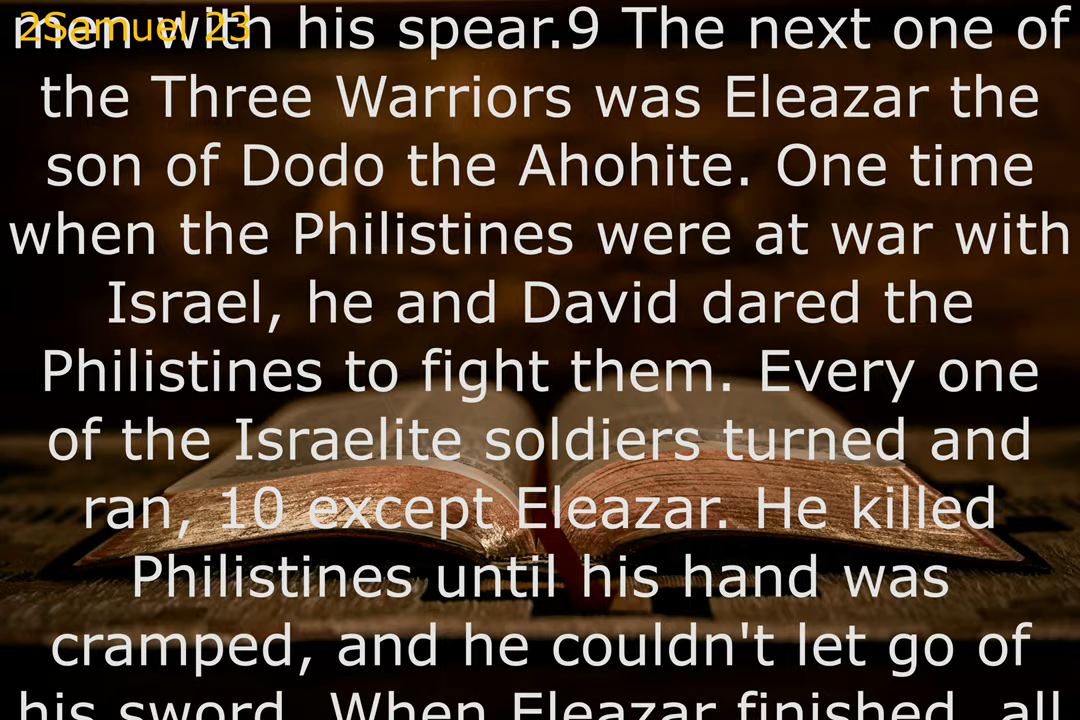 2Samuel 23
men with his spear.9 The next one of
the Three Warriors was Eleazar the
son of Dodo the Ahohite. One time
when the Philistines were at war with
Israel, he and David dared the
Philistines to fight them. Every one
of the Israelite soldiers turned and
ran, 10 except Eleazar. He killed
Philistines until his hand was
cramped, and he couldn't let go of
his sword. When Eleazar finished, all